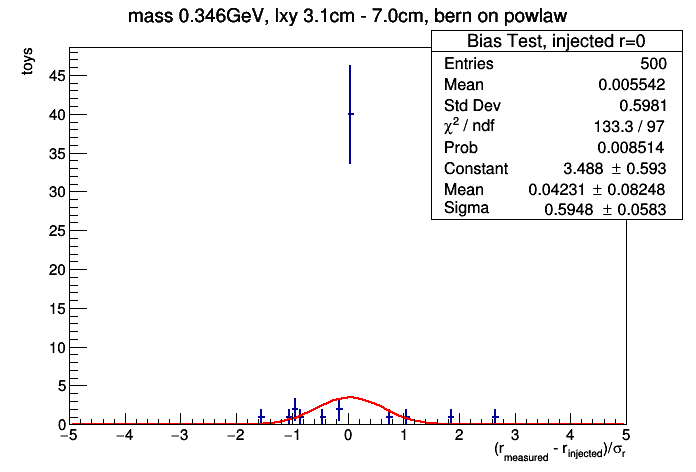 mass 0.346GeV, lxy 3.1cm - 7.0cm, bern on powlaw
toys
Bias Test, injected r=0
Entries 500
Mean 0.005542
Std Dev 0.5981
χ² / ndf 133.3 / 97
Prob 0.008514
Constant 3.488 ± 0.593
Mean 0.04231 ± 0.08248
Sigma 0.5948 ± 0.0583
45
40
35
30
25
20
15
10
5
0
−5 −4 −3 −2 −1 0 1 2 3 4 5
(r_measured - r_injected)/σ_r